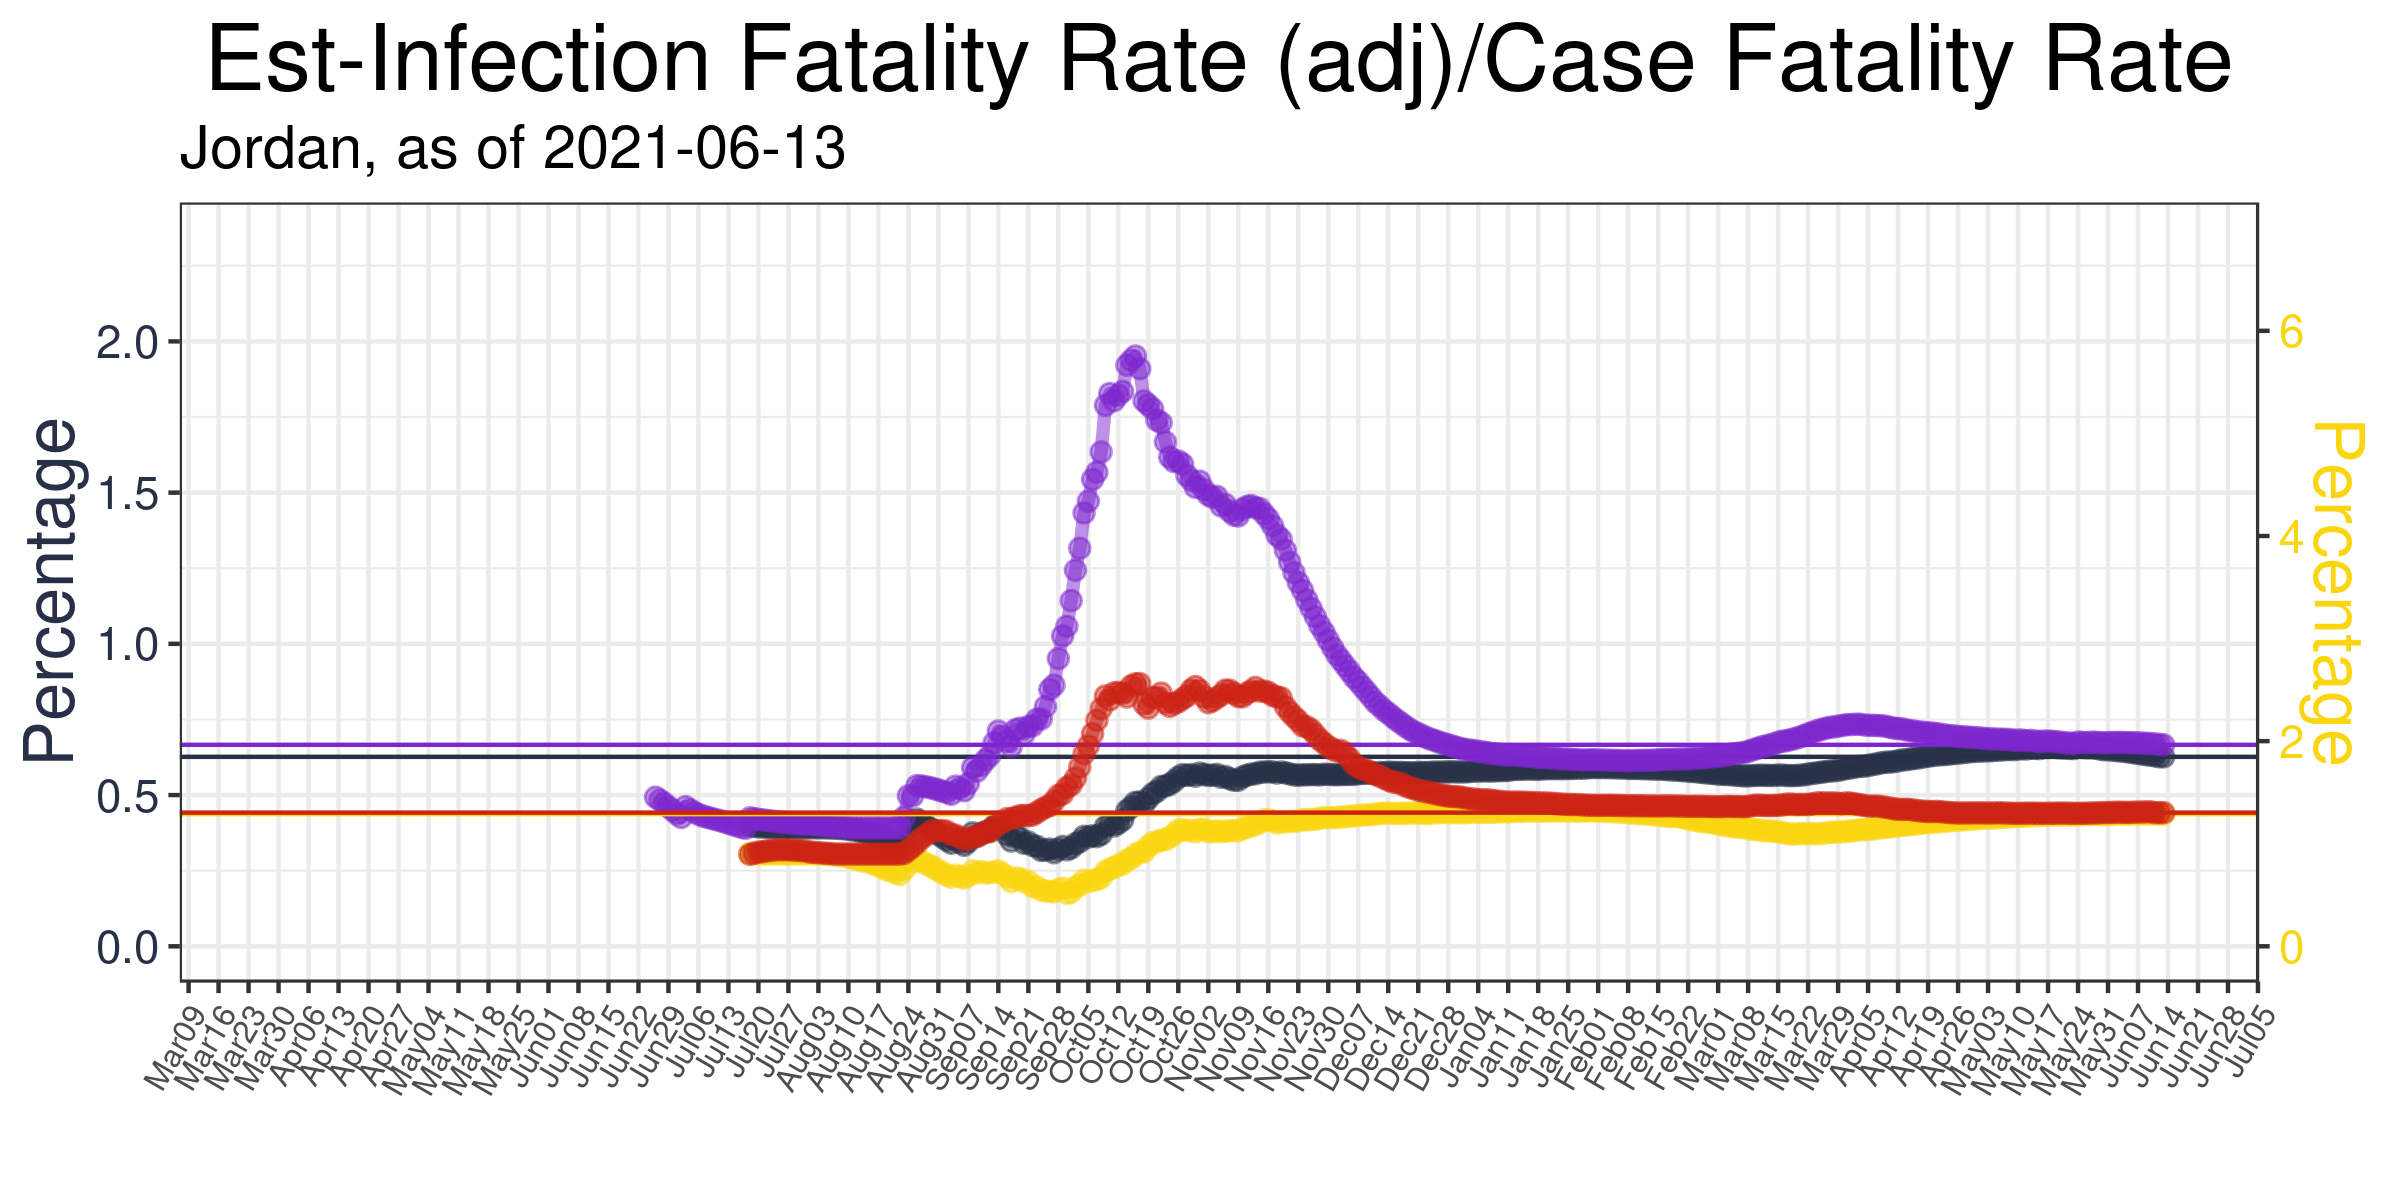 Est-Infection Fatality Rate (adj)/Case Fatality Rate
Jordan, as of 2021-06-13
Percentage
2.0
1.5
1.0
0.5
0.0
6
4
2
0
Percentage
Mar09
Mar16
Mar23
Mar30
Apr06
Apr13
Apr20
Apr27
May04
May11
May18
May25
Jun01
Jun08
Jun15
Jun22
Jun29
Jul06
Jul13
Jul20
Jul27
Aug03
Aug10
Aug17
Aug24
Aug31
Sep07
Sep14
Sep21
Sep28
Oct05
Oct12
Oct19
Oct26
Nov02
Nov09
Nov16
Nov23
Nov30
Dec07
Dec14
Dec21
Dec28
Jan04
Jan11
Jan18
Jan25
Feb01
Feb08
Feb15
Feb22
Mar01
Mar08
Mar15
Mar22
Mar29
Apr05
Apr12
Apr19
Apr26
May03
May10
May17
May24
May31
Jun07
Jun14
Jun21
Jun28
Jul05